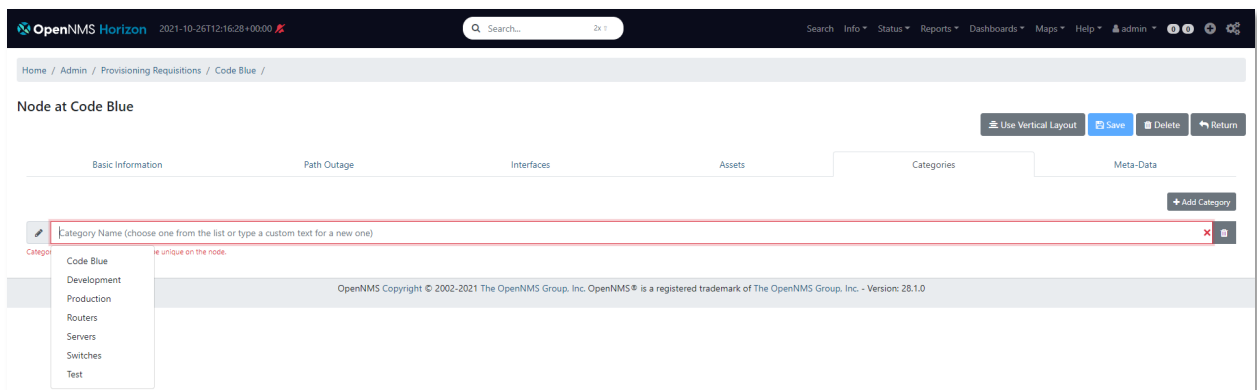 OpenNMS Horizon 2021-10-26T12:16:28+00:00 Search... 2x Search Info Status Reports Dashboards Maps Help admin 0 0
Home / Admin / Provisioning Requisitions / Code Blue /
Node at Code Blue
Use Vertical Layout Save Delete Return
Basic Information Path Outage Interfaces Assets Categories Meta-Data
+ Add Category
Category Name (choose one from the list or type a custom text for a new one)
unique on the node.
Code Blue
Development
Production
Routers
Servers
Switches
Test
OpenNMS Copyright © 2002-2021 The OpenNMS Group, Inc. OpenNMS® is a registered trademark of The OpenNMS Group, Inc. - Version: 28.1.0